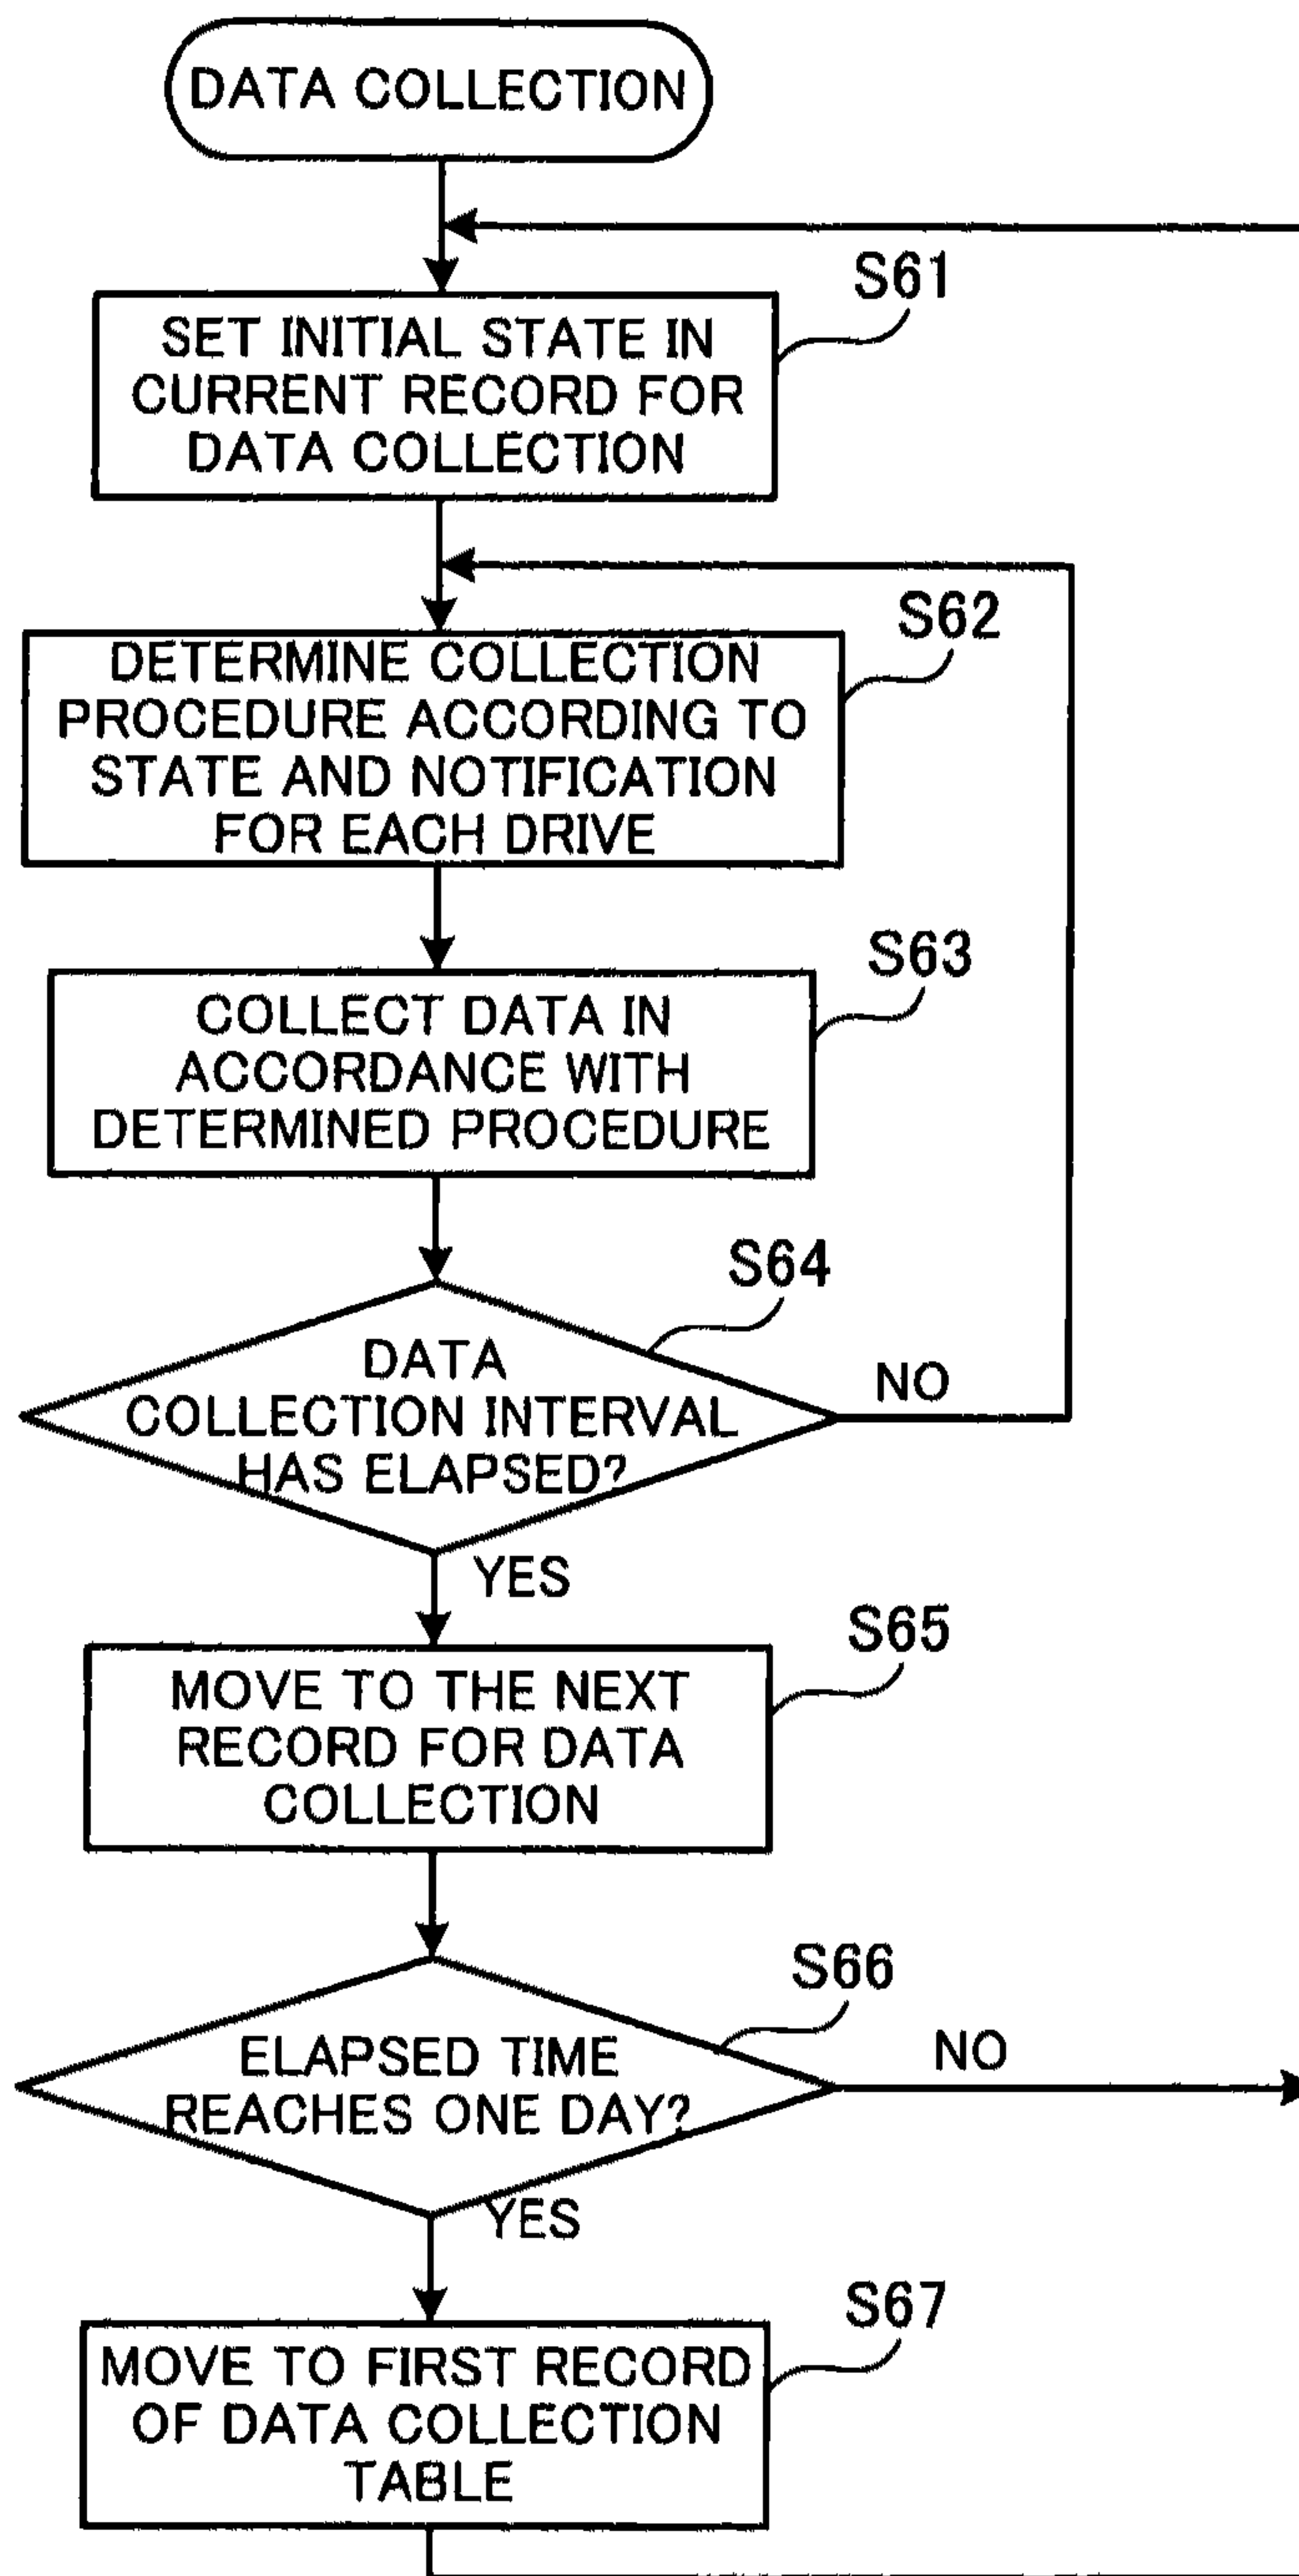 DATA COLLECTION
S61
SET INITIAL STATE IN
CURRENT RECORD FOR
DATA COLLECTION
S62
DETERMINE COLLECTION
PROCEDURE ACCORDING TO
STATE AND NOTIFICATION
FOR EACH DRIVE
S63
COLLECT DATA IN
ACCORDANCE WITH
DETERMINED PROCEDURE
S64
DATA
COLLECTION INTERVAL
HAS ELAPSED?
NO
YES
S65
MOVE TO THE NEXT
RECORD FOR DATA
COLLECTION
S66
ELAPSED TIME
REACHES ONE DAY?
NO
YES
S67
MOVE TO FIRST RECORD
OF DATA COLLECTION
TABLE